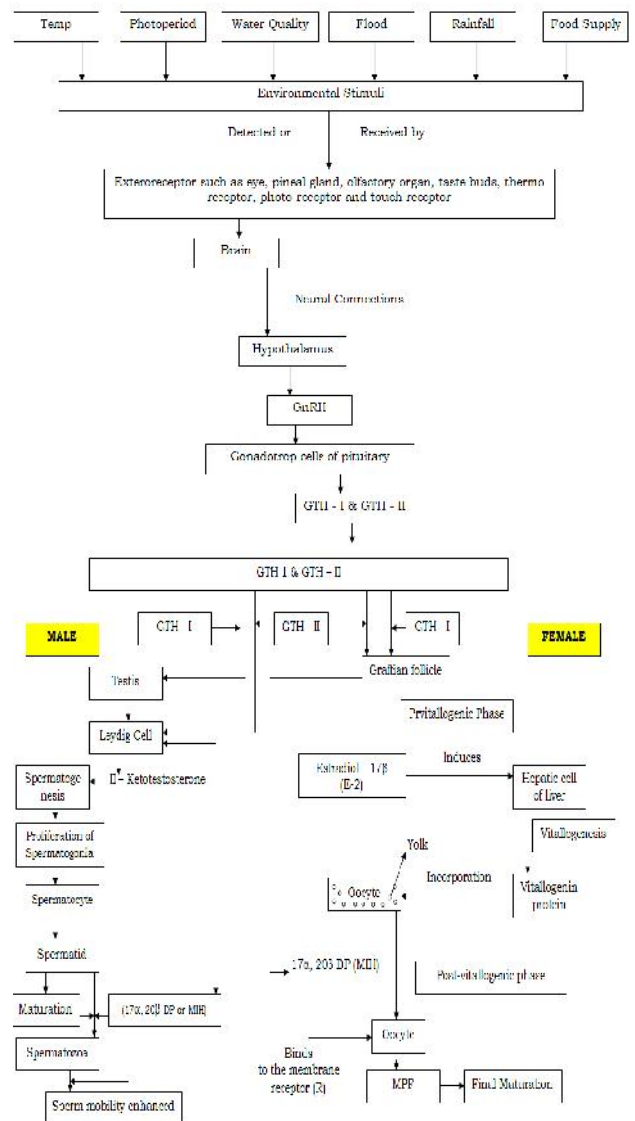 Temp
Photoperiod
Water Quality
Flood
Rainfall
Food Supply
Environmental Stimuli
Detected or
Received by
Exteroreceptor such as eye, pineal gland, olfactory organ, taste buds, thermo
receptor, photo receptor and touch receptor
Brain
Neural Connections
Hypothalamus
GnRH
Gonadotrop cells of pituitary
GTH - I & GTH - II
GTH I & GTH - II
MALE
GTH I
GTH II
GTH I
FEMALE
Testis
Graffian follicle
Prvitallogenic Phase
Leydig Cell
Estradiol 17β
(E-2)
Induces
Hepatic cell
of liver
Spermatoge
nesis
II - Ketotestosterone
Proliferation of
Spermatogonia
Vitallogenesis
Yolk
Oocyte
Incorporation
Vitallogenin
protein
Spermatocyte
Spermatid
17α, 20β DP (MIH)
Post-vitallogenic phase
Maturation
(17α, 20β DP or MIH)
Oocyte
Spermatozoa
Binds
to the membrane
receptor (R)
MPF
Final Maturation
Sperm mobility enhanced